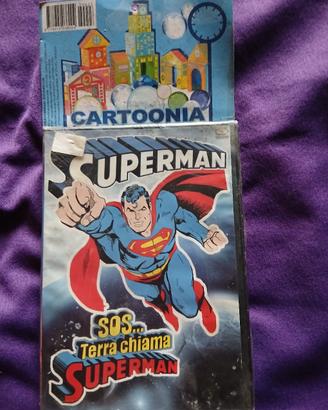 CARTOONIA
SUPERMAN
S
SOS...
Terra chiama
SUPERMAN